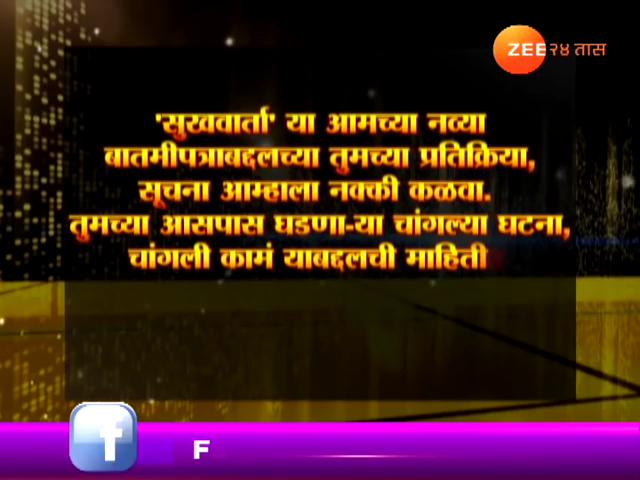 ZEE २४ तास
'सुखवार्ता' या आमच्या नव्या
बातमीपत्राबद्दलच्या तुमच्या प्रतिक्रिया,
सूचना आम्हाला नक्की कळवा.
तुमच्या आसपास घडणा-या चांगल्या घटना,
चांगली कामं याबद्दलची माहिती
f
F